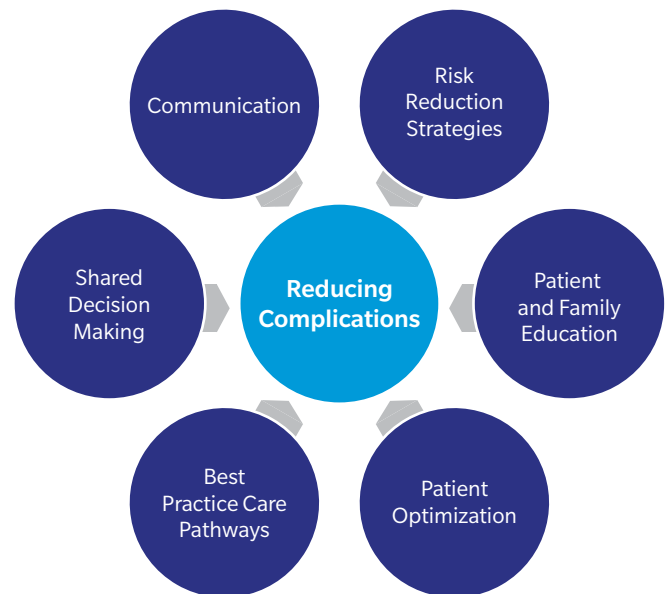 Communication
Risk
Reduction
Strategies
Shared
Decision
Making
Reducing
Complications
Patient
and Family
Education
Best
Practice Care
Pathways
Patient
Optimization